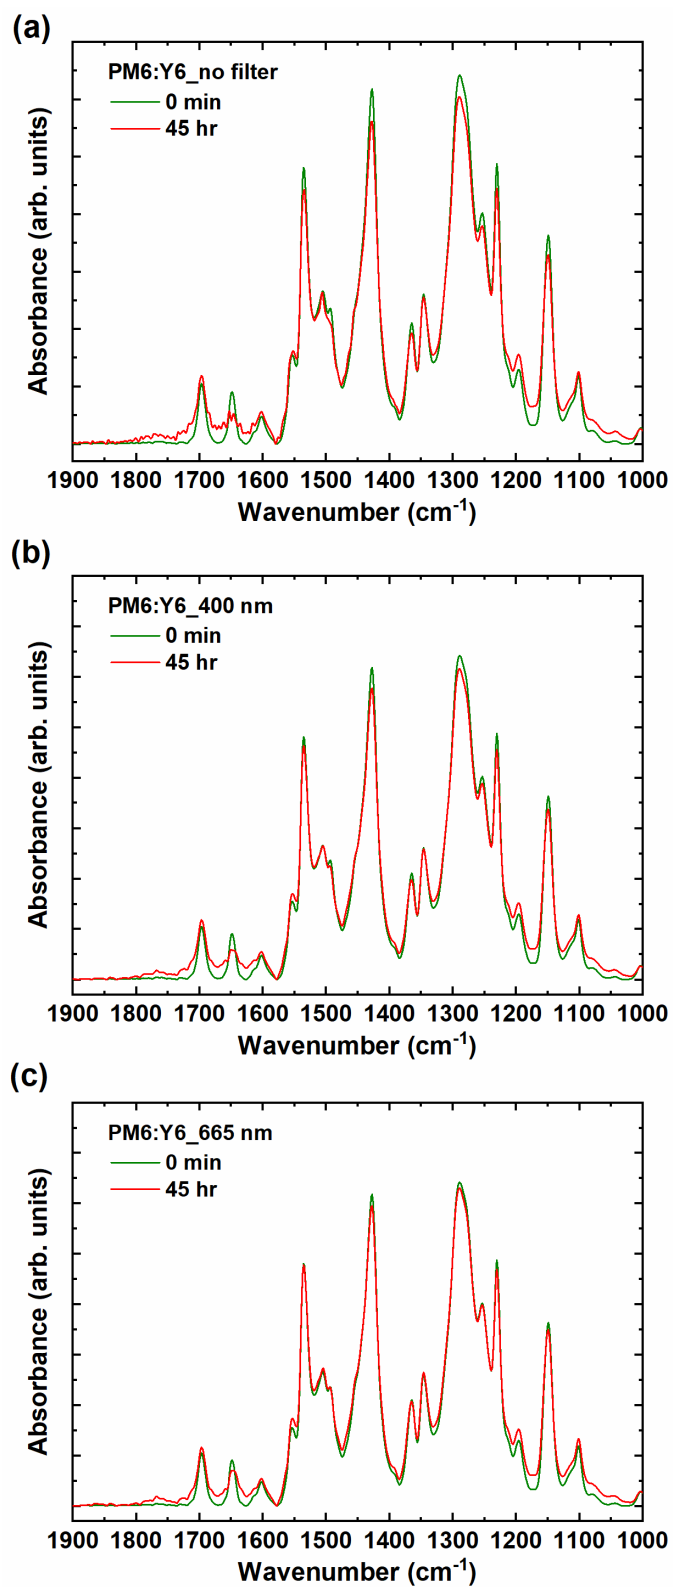 (a)
PM6:Y6_no filter
0 min
45 hr
Absorbance (arb. units)
1900 1800 1700 1600 1500 1400 1300 1200 1100 1000
Wavenumber (cm-1)
(b)
PM6:Y6_400 nm
0 min
45 hr
Absorbance (arb. units)
1900 1800 1700 1600 1500 1400 1300 1200 1100 1000
Wavenumber (cm-1)
(c)
PM6:Y6_665 nm
0 min
45 hr
Absorbance (arb. units)
1900 1800 1700 1600 1500 1400 1300 1200 1100 1000
Wavenumber (cm-1)